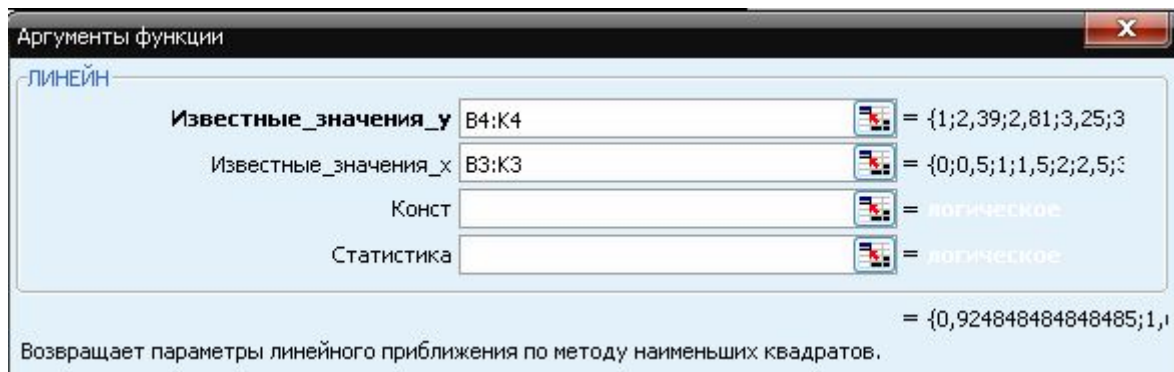 Аргументы функции
ЛИНЕЙН
Известные_значения_y B4:K4 = {1;2,39;2,81;3,25;3
Известные_значения_x B3:K3 = {0;0,5;1;1,5;2;2,5;3
Конст = логическое
Статистика = логическое
= {0,924848484848485;1,
Возвращает параметры линейного приближения по методу наименьших квадратов.